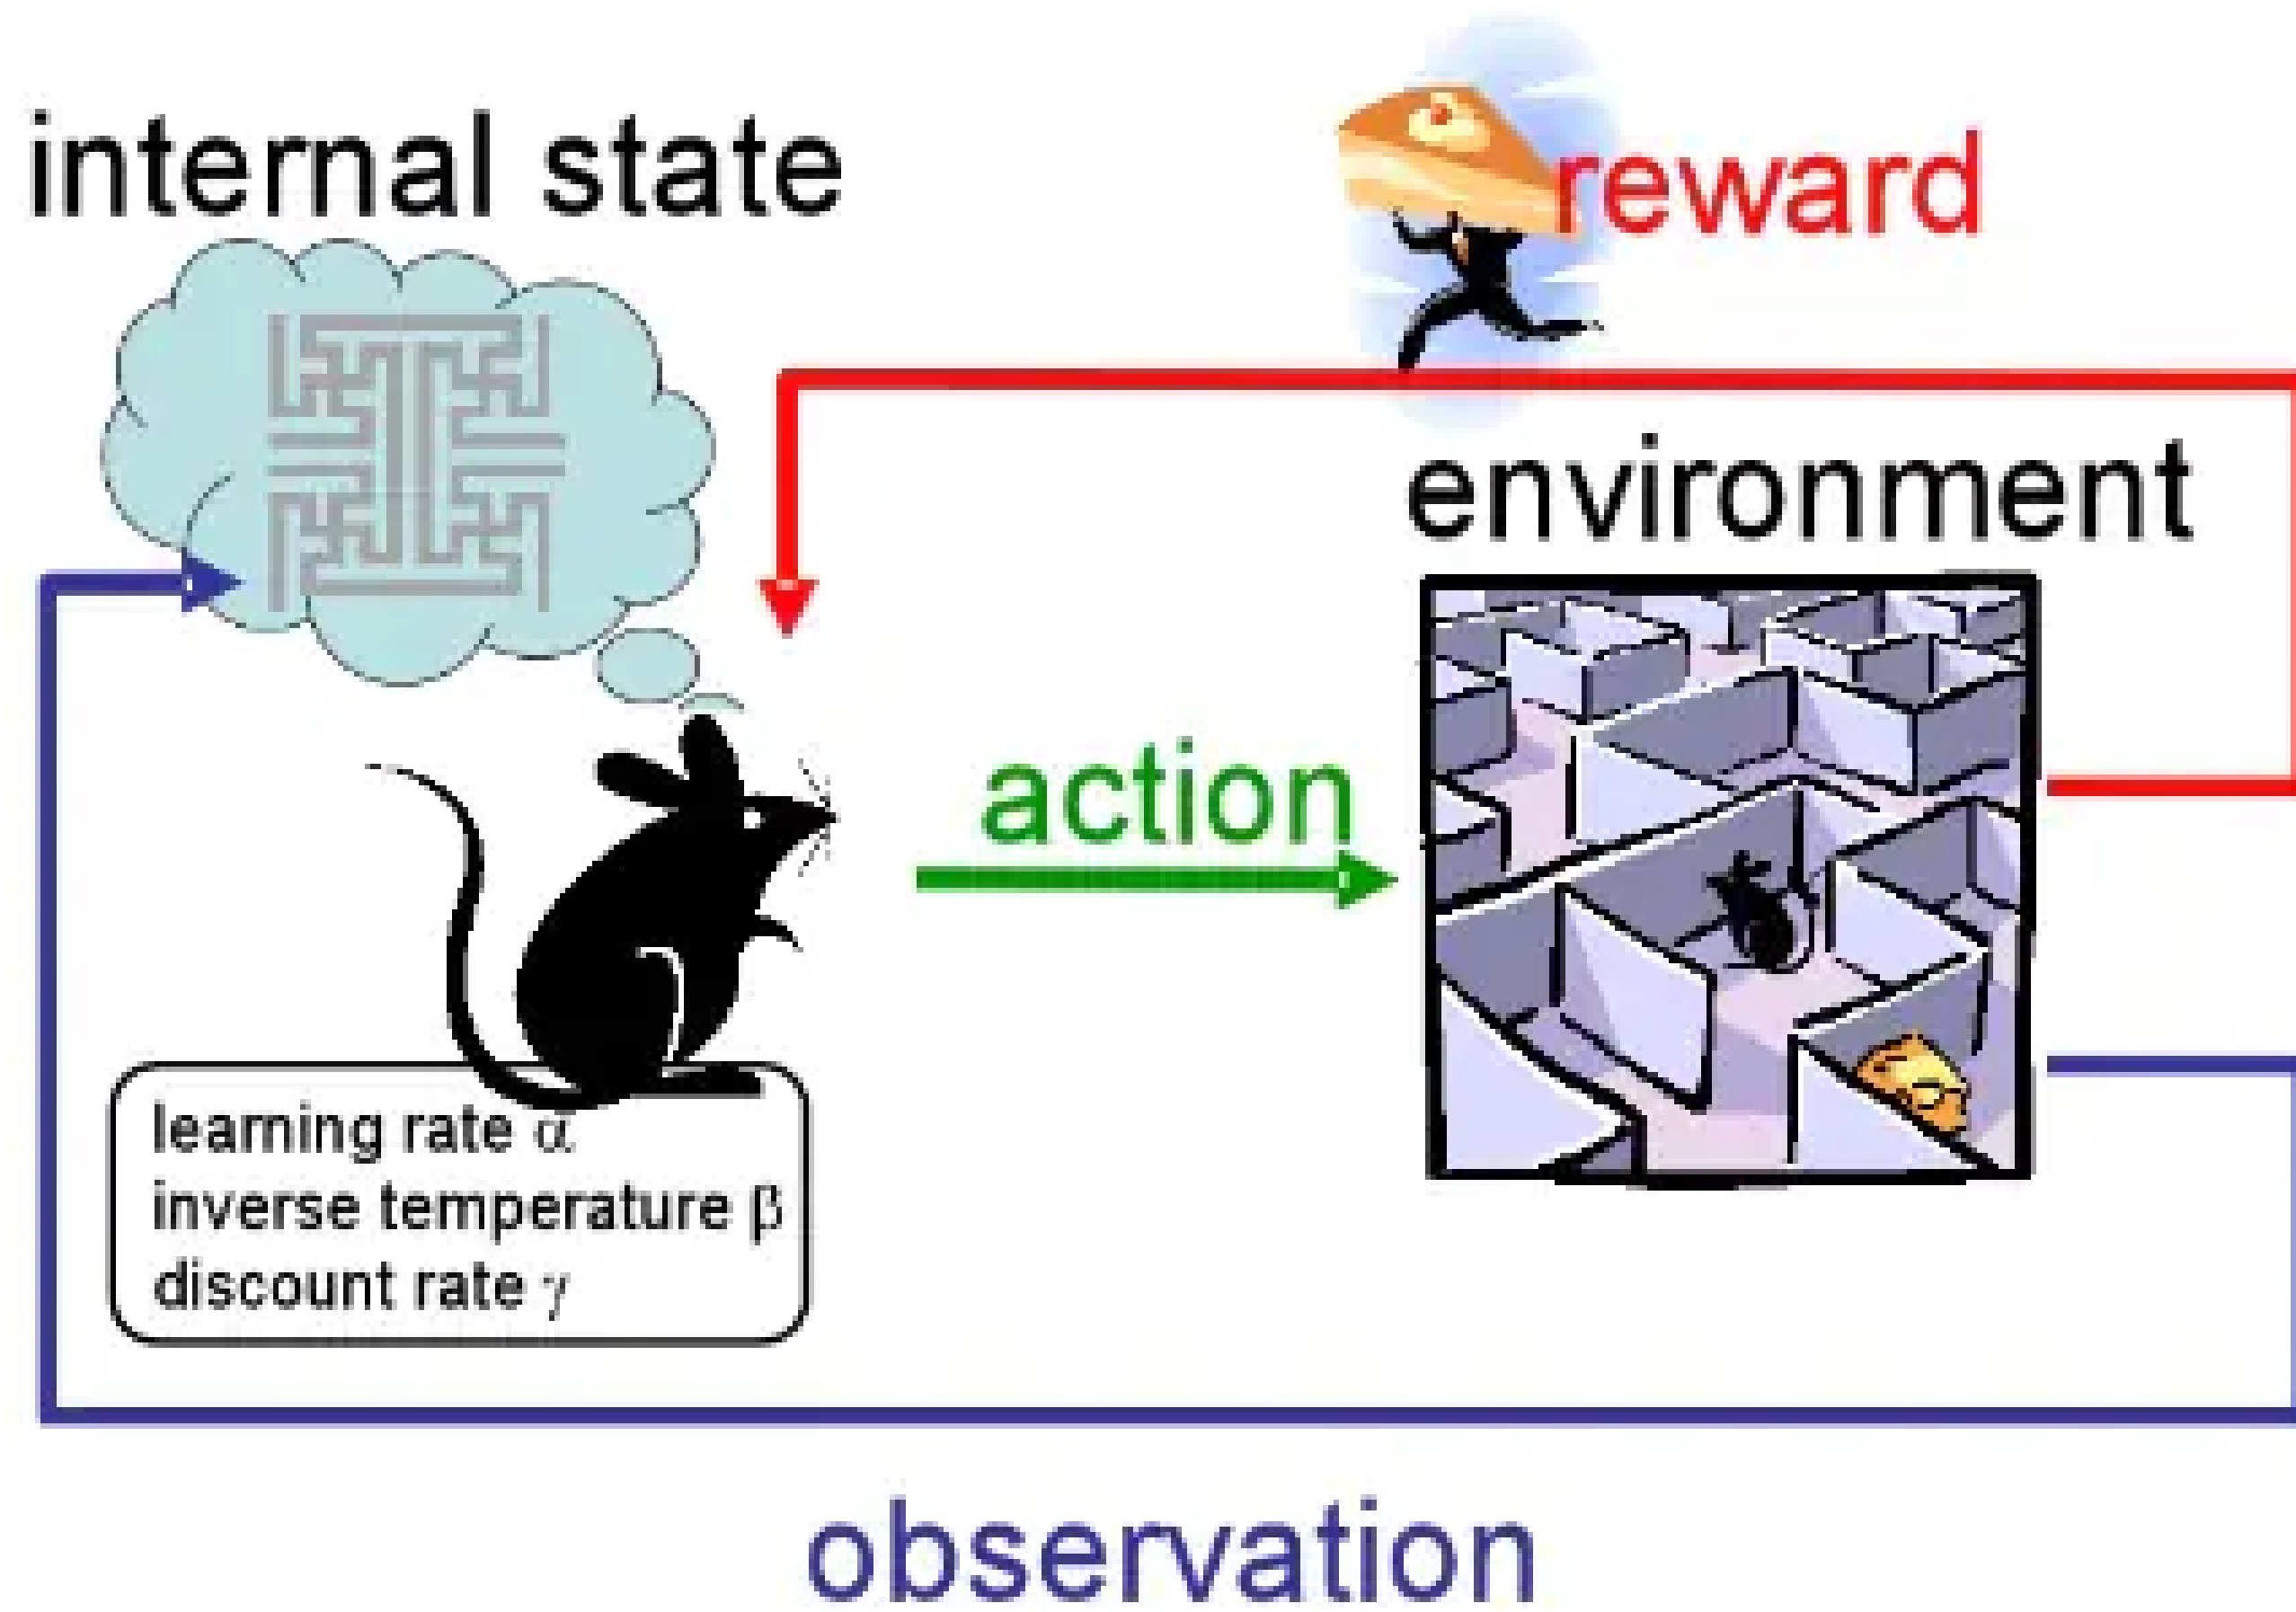 internal state
reward
environment
action
learning rate α
inverse temperature β
discount rate γ
observation